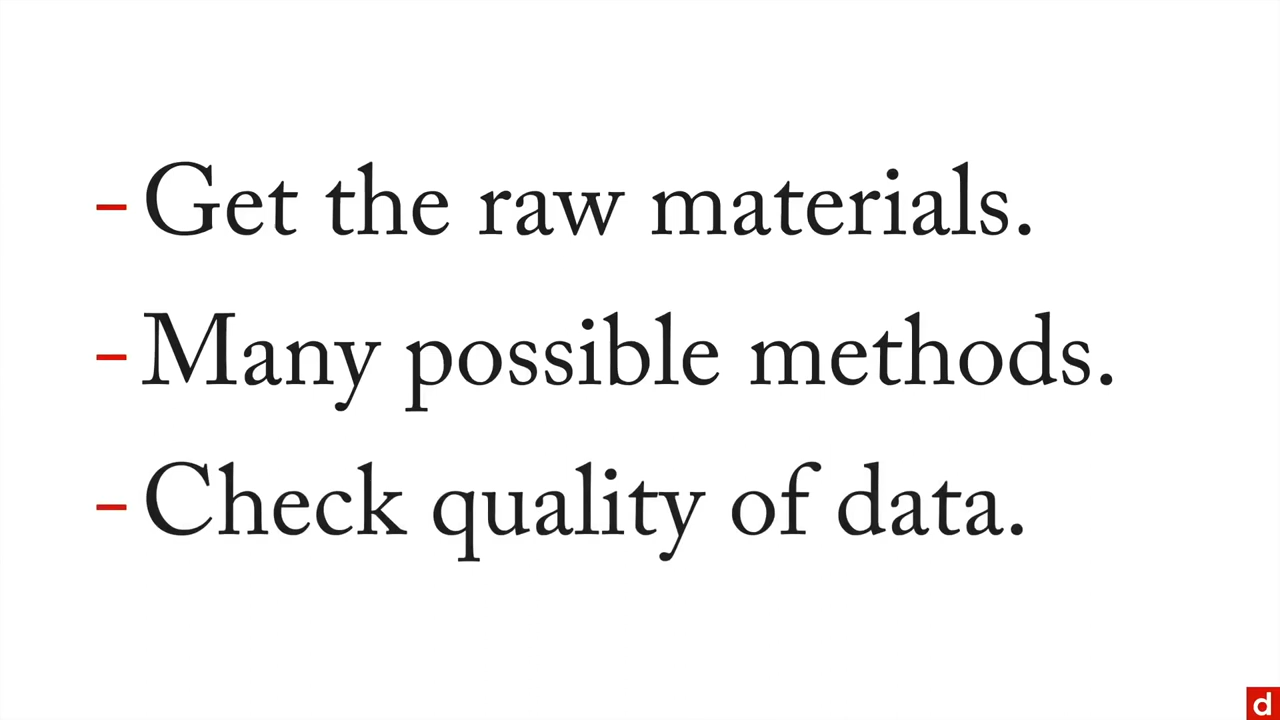 - Get the raw materials.
- Many possible methods.
- Check quality of data.
d